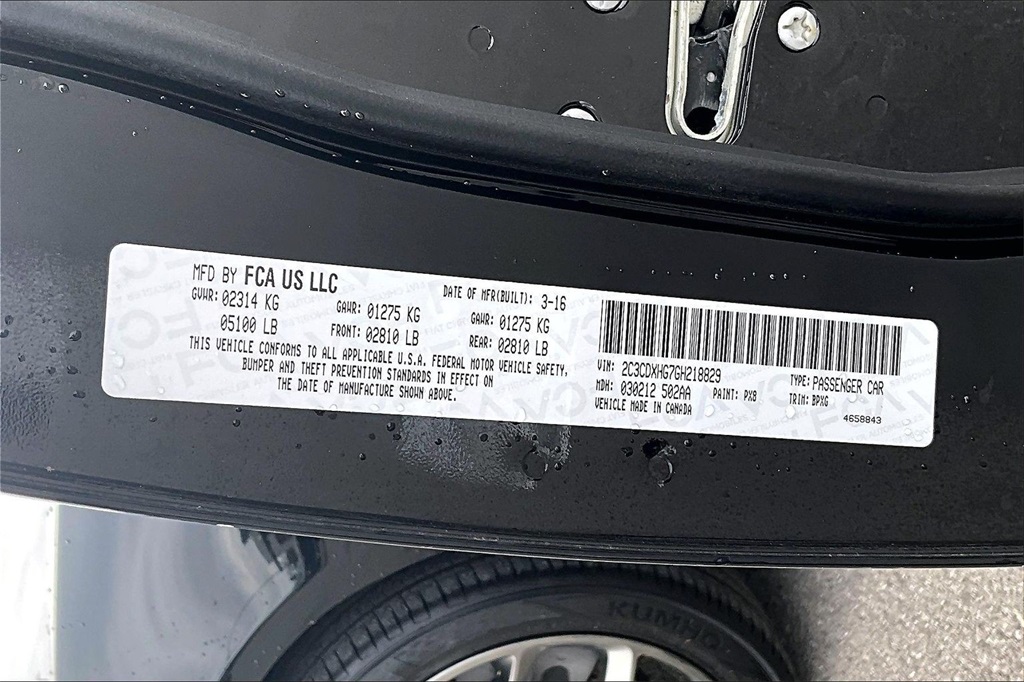 MFD BY FCA US LLC
DATE OF MFR(BUILT): 3-16
GVWR: 02314 KG
GAWR: 01275 KG
GAWR: 01275 KG
05100 LB
FRONT: 02810 LB
REAR: 02810 LB
THIS VEHICLE CONFORMS TO ALL APPLICABLE U.S.A. FEDERAL MOTOR VEHICLE SAFETY,
BUMPER AND THEFT PREVENTION STANDARDS IN EFFECT ON
THE DATE OF MANUFACTURE SHOWN ABOVE.
VIN: 2C3CDXHG7GH218829
TYPE: PASSENGER CAR
MDH: 030212 502AA
PAINT: PX8
TRIM: BPXG
VEHICLE MADE IN CANADA
4658843
KUMHO